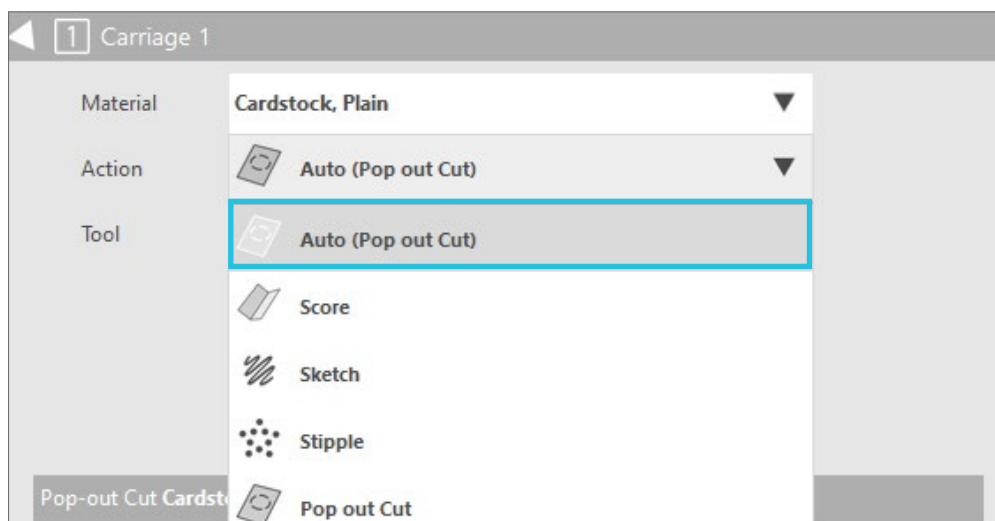 1 Carriage 1
Material Cardstock, Plain
Action Auto (Pop out Cut)
Tool Auto (Pop out Cut)
Score
Sketch
Stipple
Pop-out Cut Pop out Cut